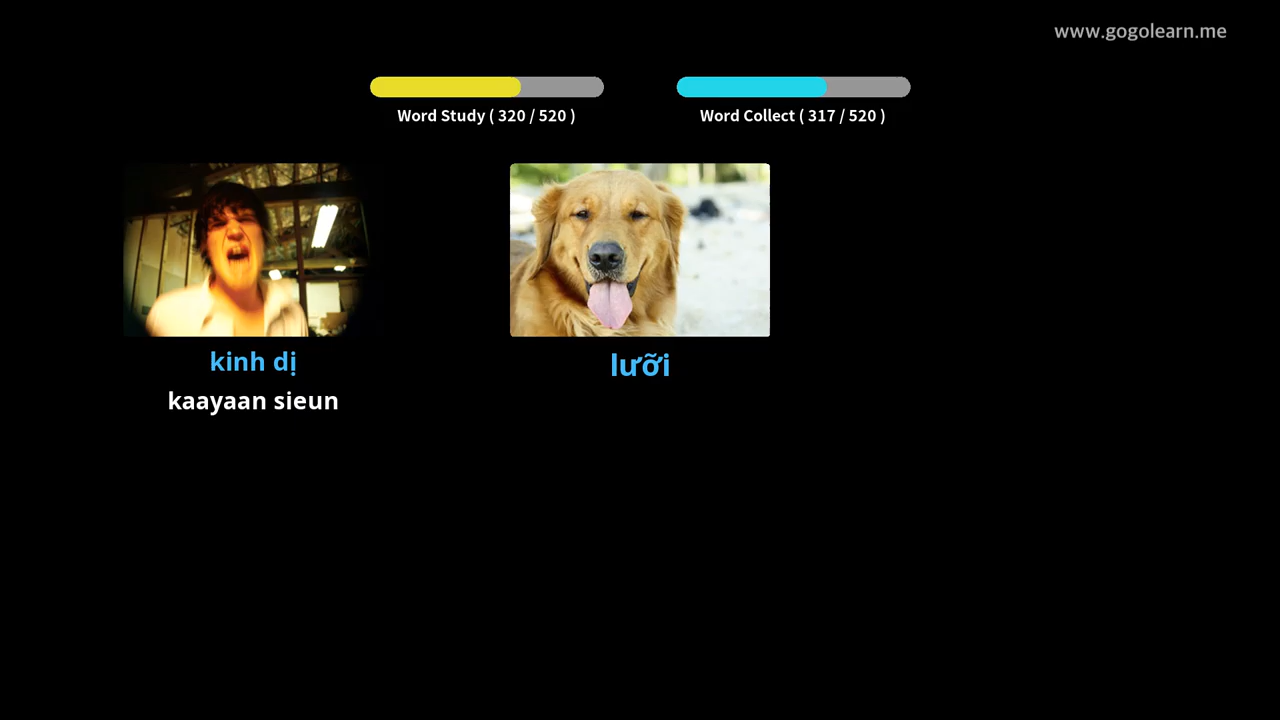 www.gogolearn.me
Word Study ( 320 / 520 )
Word Collect ( 317 / 520 )
kinh dị
kaayaan sieun
lưỡi